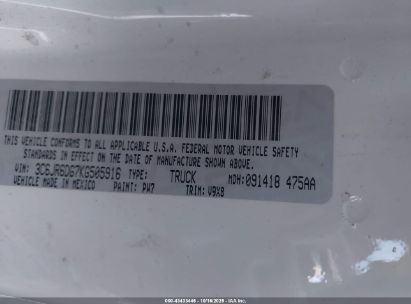 THIS VEHICLE CONFORMS TO ALL APPLICABLE U.S.A. FEDERAL MOTOR VEHICLE SAFETY
STANDARDS IN EFFECT ON THE DATE OF MANUFACTURE SHOWN ABOVE.
VIN: 3C6JR6DG7KG505916 TYPE: TRUCK MDH: 091418 475AA
VEHICLE MADE IN MEXICO PAINT: PW7 TRIM: V9X8